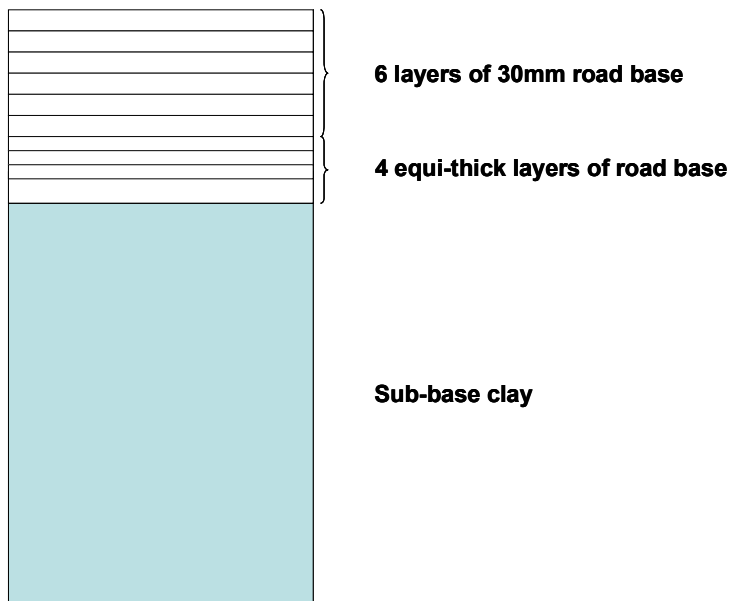 6 layers of 30mm road base
4 equi-thick layers of road base
Sub-base clay